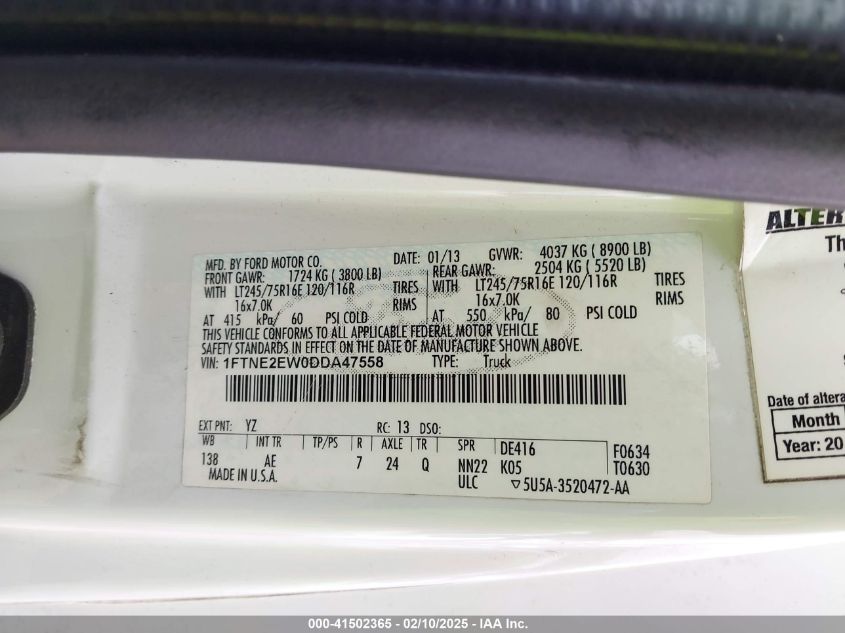 MFD. BY FORD MOTOR CO. DATE: 01/13 GVWR: 4037 KG ( 8900 LB)
FRONT GAWR: 1724 KG ( 3800 LB) REAR GAWR: 2504 KG ( 5520 LB)
WITH LT245/75R16E 120/116R TIRES WITH LT245/75R16E 120/116R TIRES
16x7.0K RIMS 16x7.0K RIMS
AT 415 kPa/ 60 PSI COLD AT 550 kPa/ 80 PSI COLD
THIS VEHICLE CONFORMS TO ALL APPLICABLE FEDERAL MOTOR VEHICLE
SAFETY STANDARDS IN EFFECT ON THE DATE OF MANUFACTURE SHOWN ABOVE.
VIN: 1FTNE2EW0DDA47558 TYPE: Truck
EXT PNT: YZ RC: 13 DSO:
WB INT TR TP/PS R AXLE TR SPR DE416 F0634
138 AE 7 24 Q NN22 K05 T0630
MADE IN U.S.A. ULC ▽5U5A-3520472-AA
ALTER
Th
Date of altera
Month
Year: 20
000-41502365 - 02/10/2025 - IAA Inc.